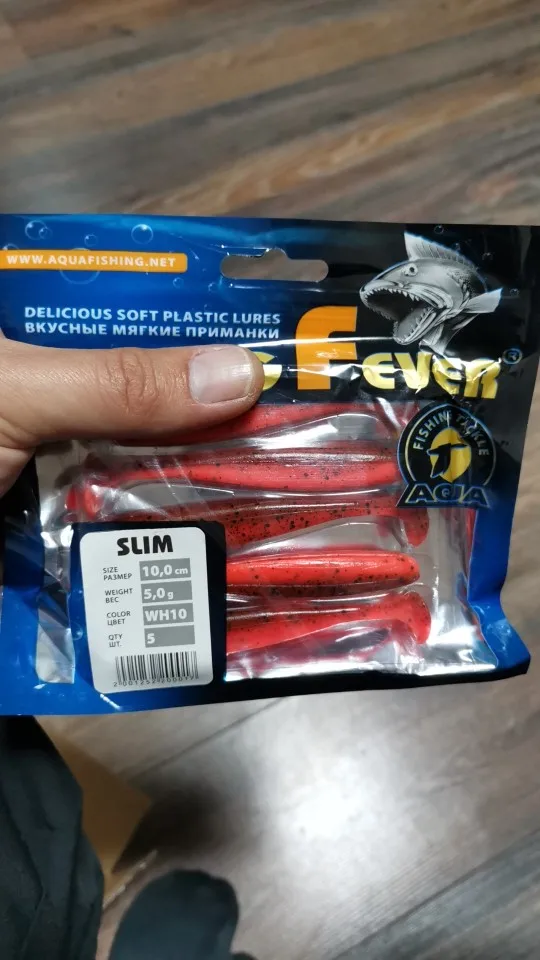 WWW.AQUAFISHING.NET
DELICIOUS SOFT PLASTIC LURES
ВКУСНЫЕ МЯГКИЕ ПРИМАНКИ
FEVER®
FISHING TACKLE
AQUA
SLIM
SIZE РАЗМЕР 10,0 cm
WEIGHT ВЕС 5,0 g
COLOR ЦВЕТ WH10
QTY ШТ. 5